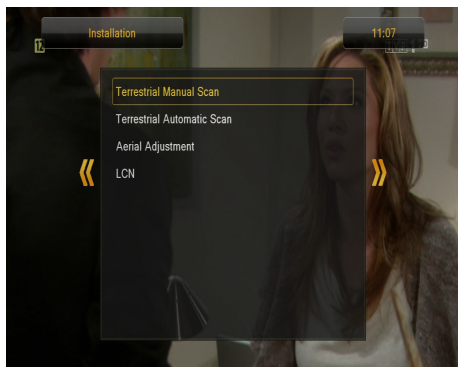 Installation
11:07
Terrestrial Manual Scan
Terrestrial Automatic Scan
Aerial Adjustment
LCN